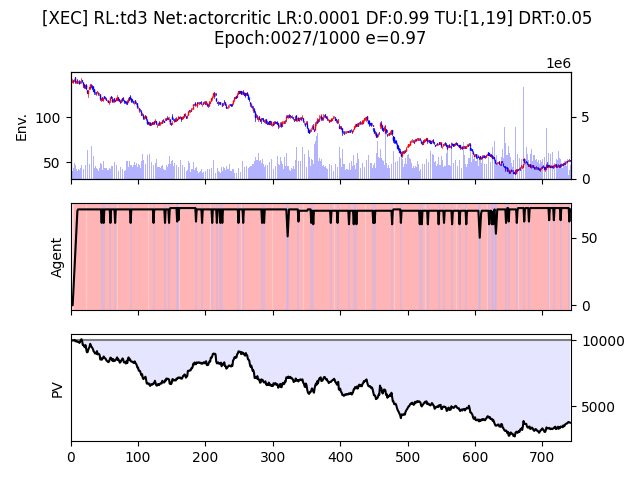 [XEC] RL:td3 Net:actorcritic LR:0.0001 DF:0.99 TU:[1,19] DRT:0.05
Epoch:0027/1000 e=0.97
1e6
Env.
100
50
5
0
Agent
50
0
PV
10000
5000
0 100 200 300 400 500 600 700